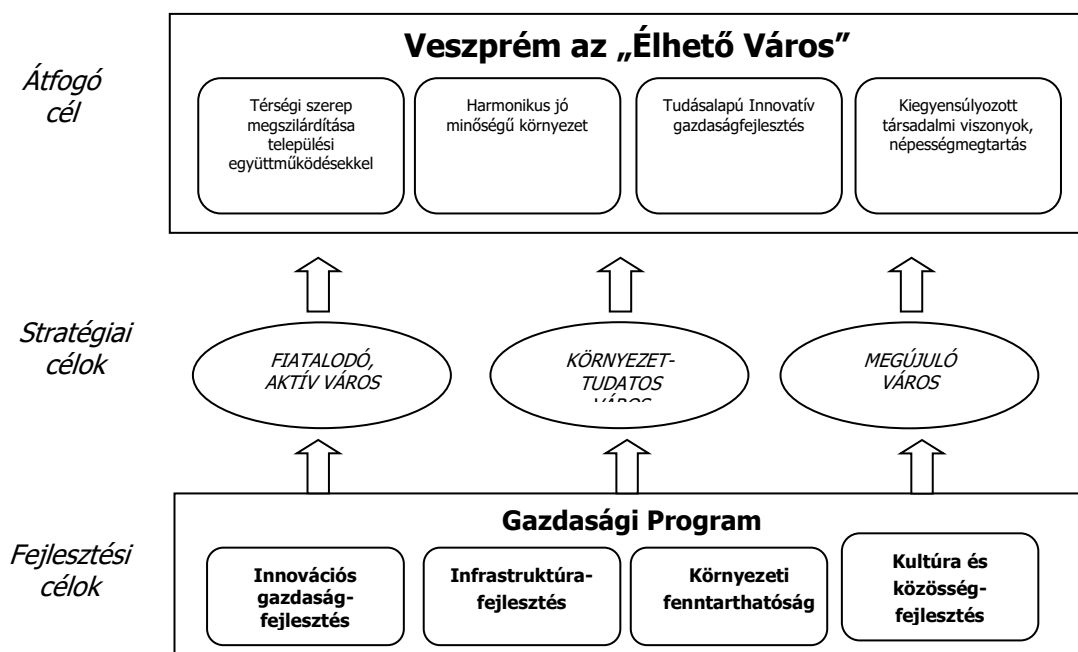 Veszprém az „Élhető Város”
Átfogó
cél
Térségi szerep
megszilárdítása
települési
együttműködésekkel
Harmonikus jó
minőségű környezet
Tudásalapú Innovatív
gazdaságfejlesztés
Kiegyensúlyozott
társadalmi viszonyok,
népességmegtartás
Stratégiai
célok
FIATALODÓ,
AKTÍV VÁROS
KÖRNYEZET-
TUDATOS
VÁROS
MEGÚJULÓ
VÁROS
Gazdasági Program
Fejlesztési
célok
Innovációs
gazdaság-
fejlesztés
Infrastruktúra-
fejlesztés
Környezeti
fenntarthatóság
Kultúra és
közösség-
fejlesztés